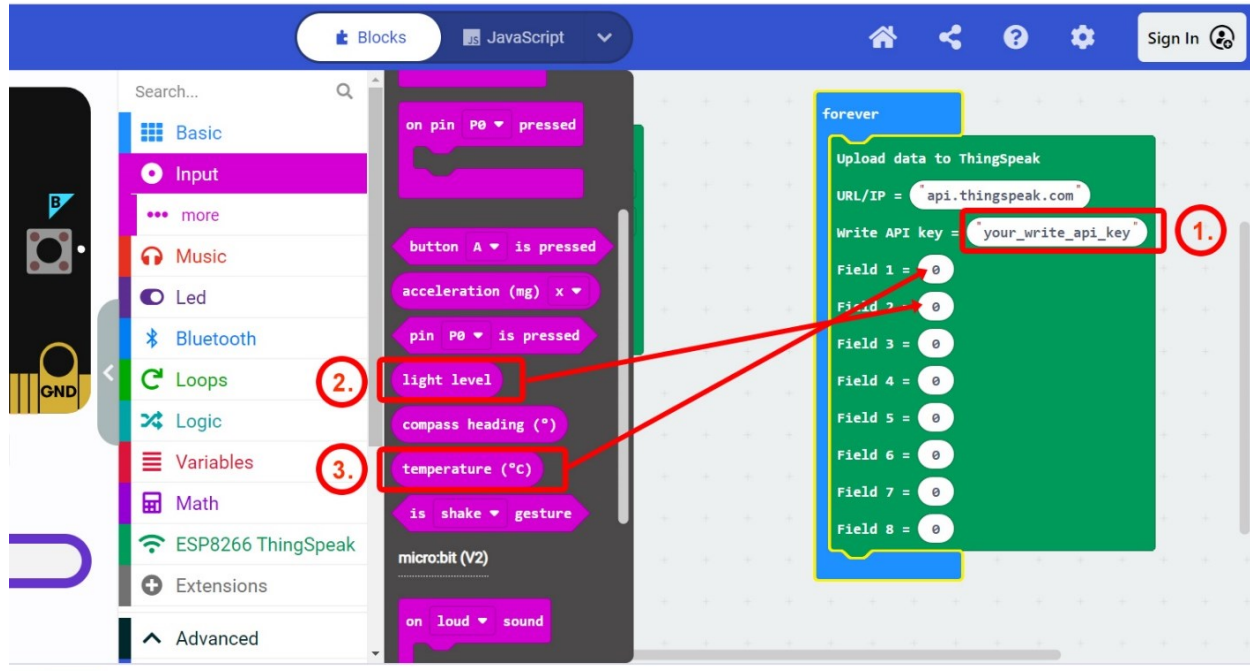 Blocks
JS JavaScript
Sign In
Search...
Basic
Input
more
Music
Led
Bluetooth
Loops
Logic
Variables
Math
ESP8266 ThingSpeak
Extensions
Advanced
B
GND
on pin P0 pressed
button A is pressed
acceleration (mg) x
pin P0 is pressed
2.
light level
compass heading (°)
3.
temperature (°C)
is shake gesture
micro:bit (V2)
on loud sound
forever
Upload data to ThingSpeak
URL/IP = "api.thingspeak.com"
Write API key = "your_write_api_key"
1.
Field 1 = 0
Field 2 = 0
Field 3 = 0
Field 4 = 0
Field 5 = 0
Field 6 = 0
Field 7 = 0
Field 8 = 0